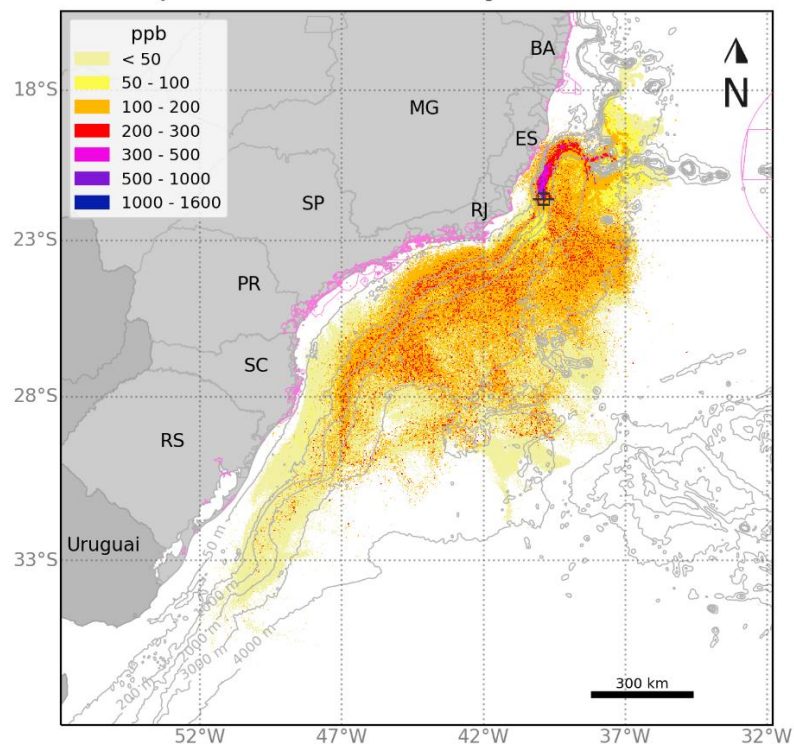 ppb
< 50
50 - 100
100 - 200
200 - 300
300 - 500
500 - 1000
1000 - 1600
BA
N
MG
ES
SP
RJ
PR
SC
RS
Uruguai
18°S
23°S
28°S
33°S
50 m
1000 m
200 m
2000 m
3000 m
4000 m
300 km
52°W
47°W
42°W
37°W
32°W